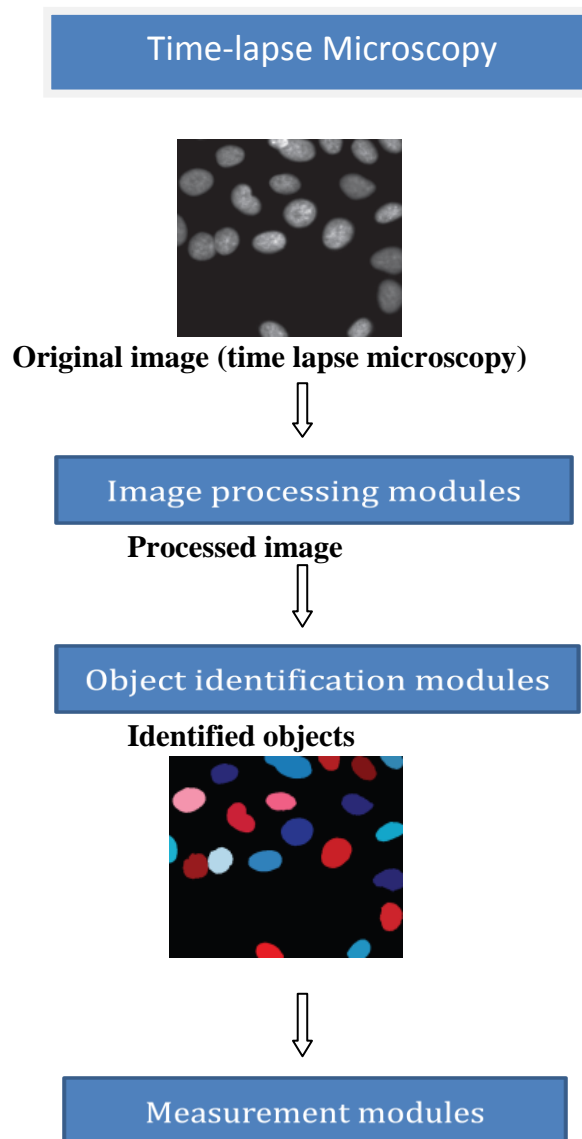 Time-lapse Microscopy
Original image (time lapse microscopy)
Image processing modules
Processed image
Object identification modules
Identified objects
Measurement modules